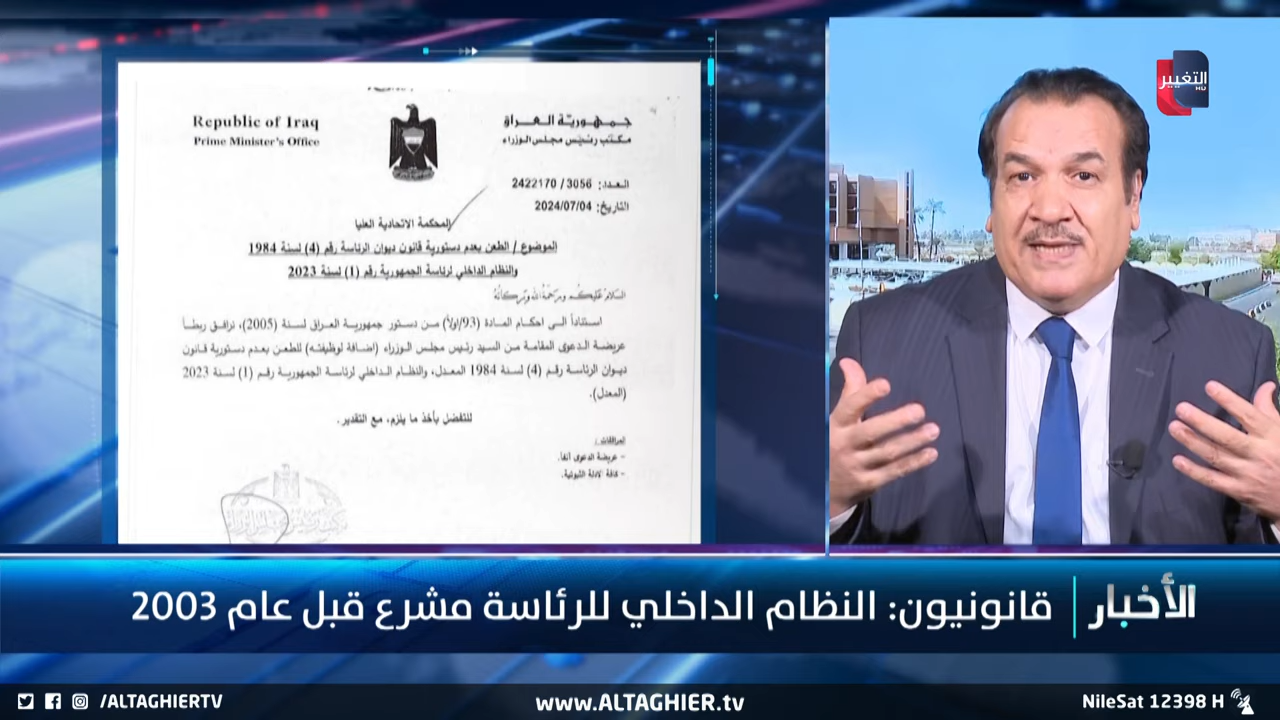 Republic of Iraq
Prime Minister's Office
جمهورية العراق
مكتب رئيس مجلس الوزراء
العدد: 3056 / 2422170
التاريخ: 2024/07/04
المحكمة الاتحادية العليا
الموضوع / الطعن بعدم دستورية قانون ديوان الرئاسة رقم (4) لسنة 1984
والنظام الداخلي لرئاسة الجمهورية رقم (1) لسنة 2023
السلام عليكم ورحمة الله وبركاته
استناداً الى احكام المادة (93/اولاً) من دستور جمهورية العراق لسنة (2005)، نرافق ربطاً
عريضة الدعوى المقامة من السيد رئيس مجلس الوزراء (اضافة لوظيفته) للطعن بعدم دستورية قانون
ديوان الرئاسة رقم (4) لسنة 1984 المعدل، والنظام الداخلي لرئاسة الجمهورية رقم (1) لسنة 2023
(المعدل).
للتفضل بأخذ ما يلزم، مع التقدير.
المرافقات /
- عريضة الدعوى آنفاً.
- كافة الادلة الثبوتية.
التغيير
HD
الأخبار
قانونيون: النظام الداخلي للرئاسة مشرع قبل عام 2003
/ALTAGHIERTV
www.ALTAGHIER.tv
NileSat 12398 H